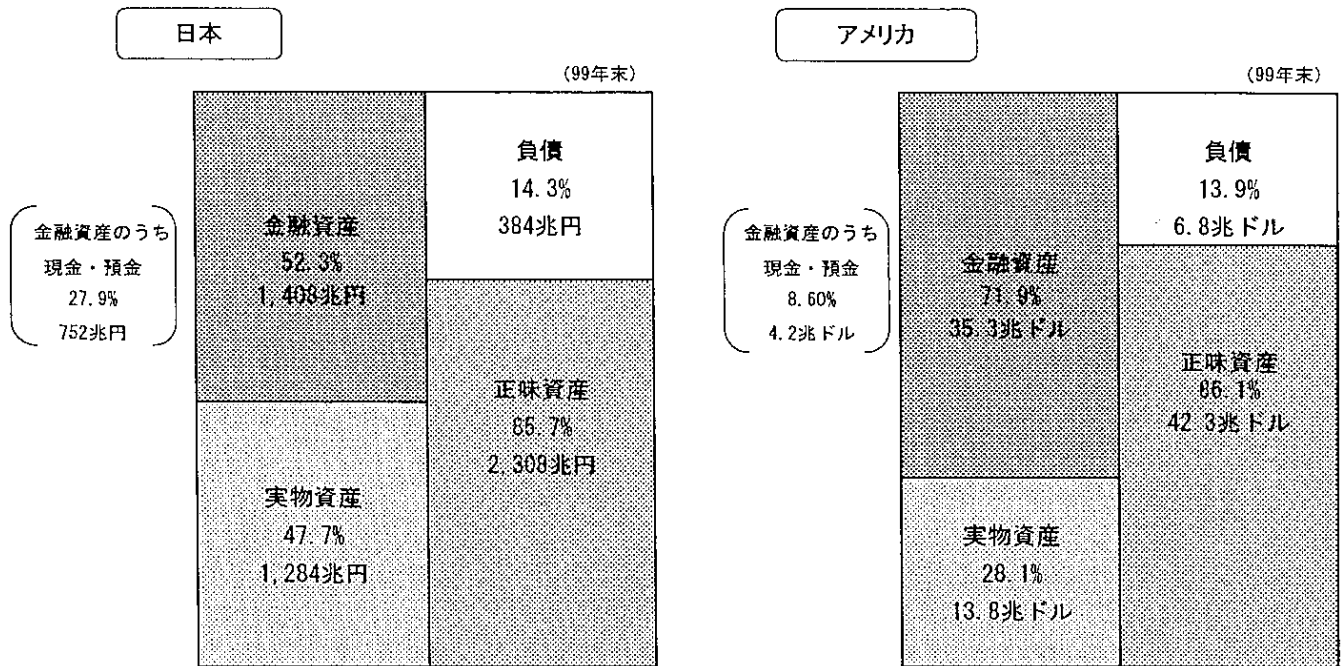 日本
(99年末)
金融資産のうち
現金・預金
27.9%
752兆円
金融資産
52.3%
1,408兆円
実物資産
47.7%
1,284兆円
負債
14.3%
384兆円
正味資産
85.7%
2,308兆円
アメリカ
(99年末)
金融資産のうち
現金・預金
8.60%
4.2兆ドル
金融資産
71.9%
35.3兆ドル
実物資産
28.1%
13.8兆ドル
負債
13.9%
6.8兆ドル
正味資産
86.1%
42.3兆ドル